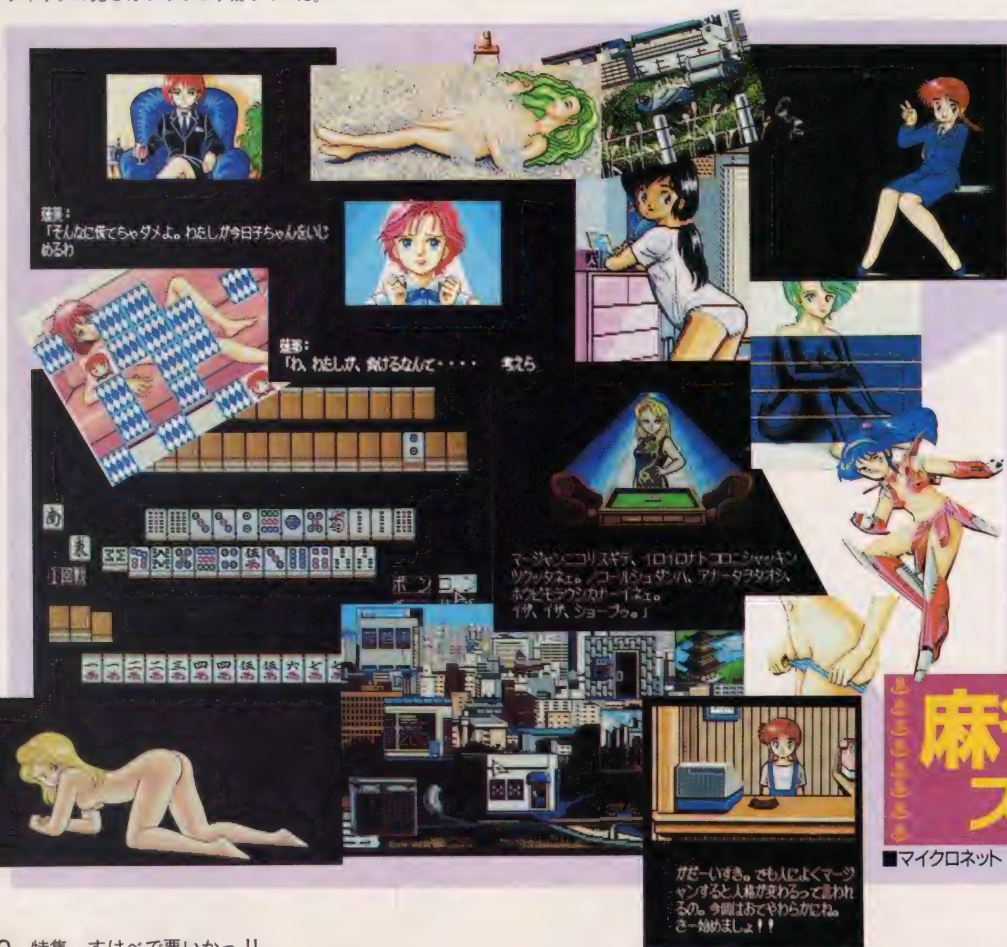 「そんなに慌てちゃダメよ。わたしが今日子ちゃんをいじ
めるわ
「わ、わたしが、負けるなんて・・・・ 考えら
南
東
1回戦
ポン
マージャンニコリスギテ、イロイロナトコロニシャッキン
ツクッタネェ。ノコールシュダンハ、アナータヲタオシ、
ホウビモラウシカナーイネェ。
イザ、イザ、ショーブゥ。」
がだーいすき。でも人によくマージ
ャンすると人格が変わるって言われ
るの。今回はおてやわらかにね。
さー始めましょ!!
麻
■マイクロネット
特集 すけべで悪いかっ!!